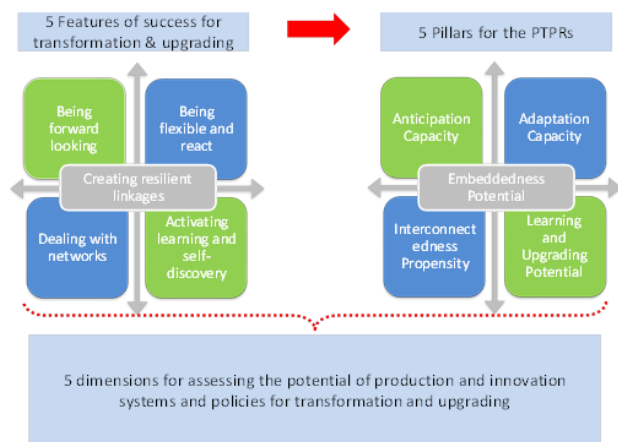 5 Features of success for
transformation & upgrading
5 Pillars for the PTPRs
Being
forward
looking
Being
flexible and
react
Creating resilient
linkages
Dealing with
networks
Activating
learning and
self-
discovery
Anticipation
Capacity
Adaptation
Capacity
Embeddedness
Potential
Interconnect
edness
Propensity
Learning
and
Upgrading
Potential
5 dimensions for assessing the potential of production and innovation
systems and policies for transformation and upgrading